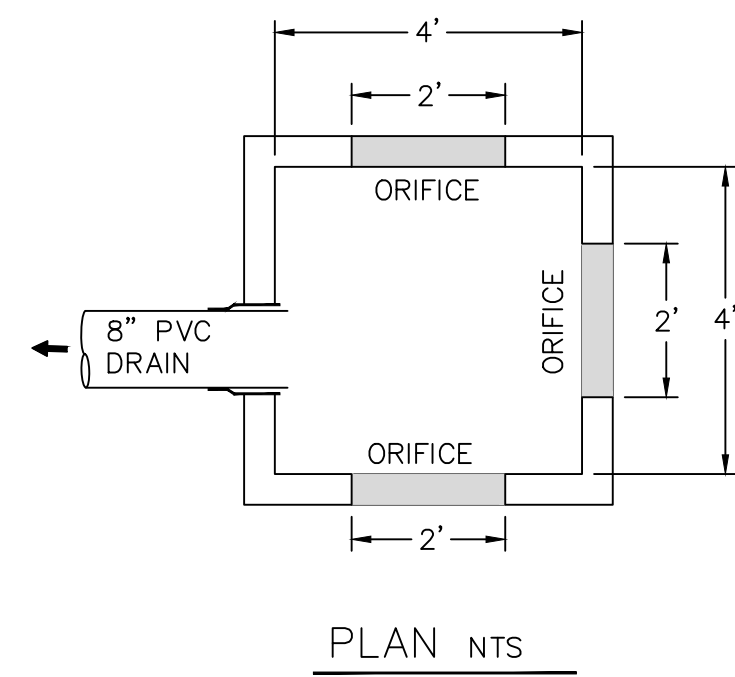 4'
2'
ORIFICE
ORIFICE
2'
4'
8" PVC
DRAIN
ORIFICE
2'
PLAN NTS